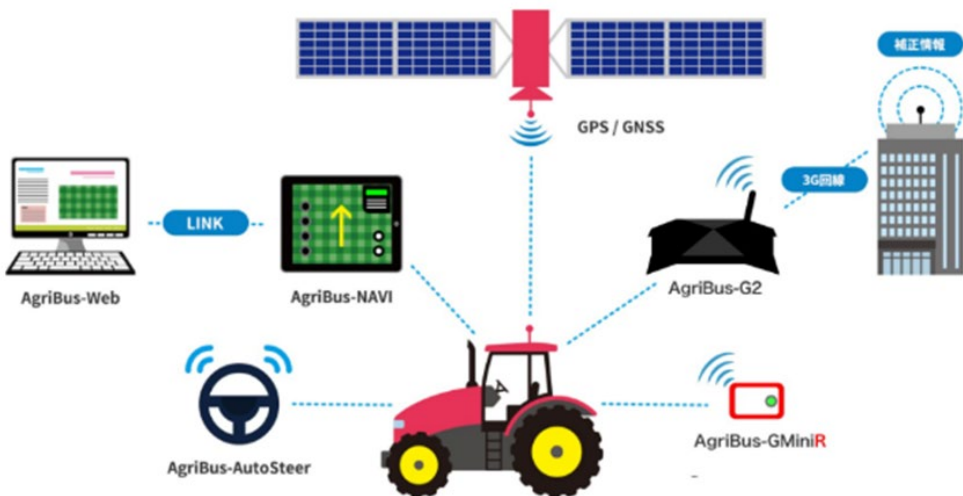 補正情報
GPS / GNSS
3G回線
LINK
AgriBus-Web
AgriBus-NAVI
AgriBus-G2
AgriBus-AutoSteer
AgriBus-GMiniR